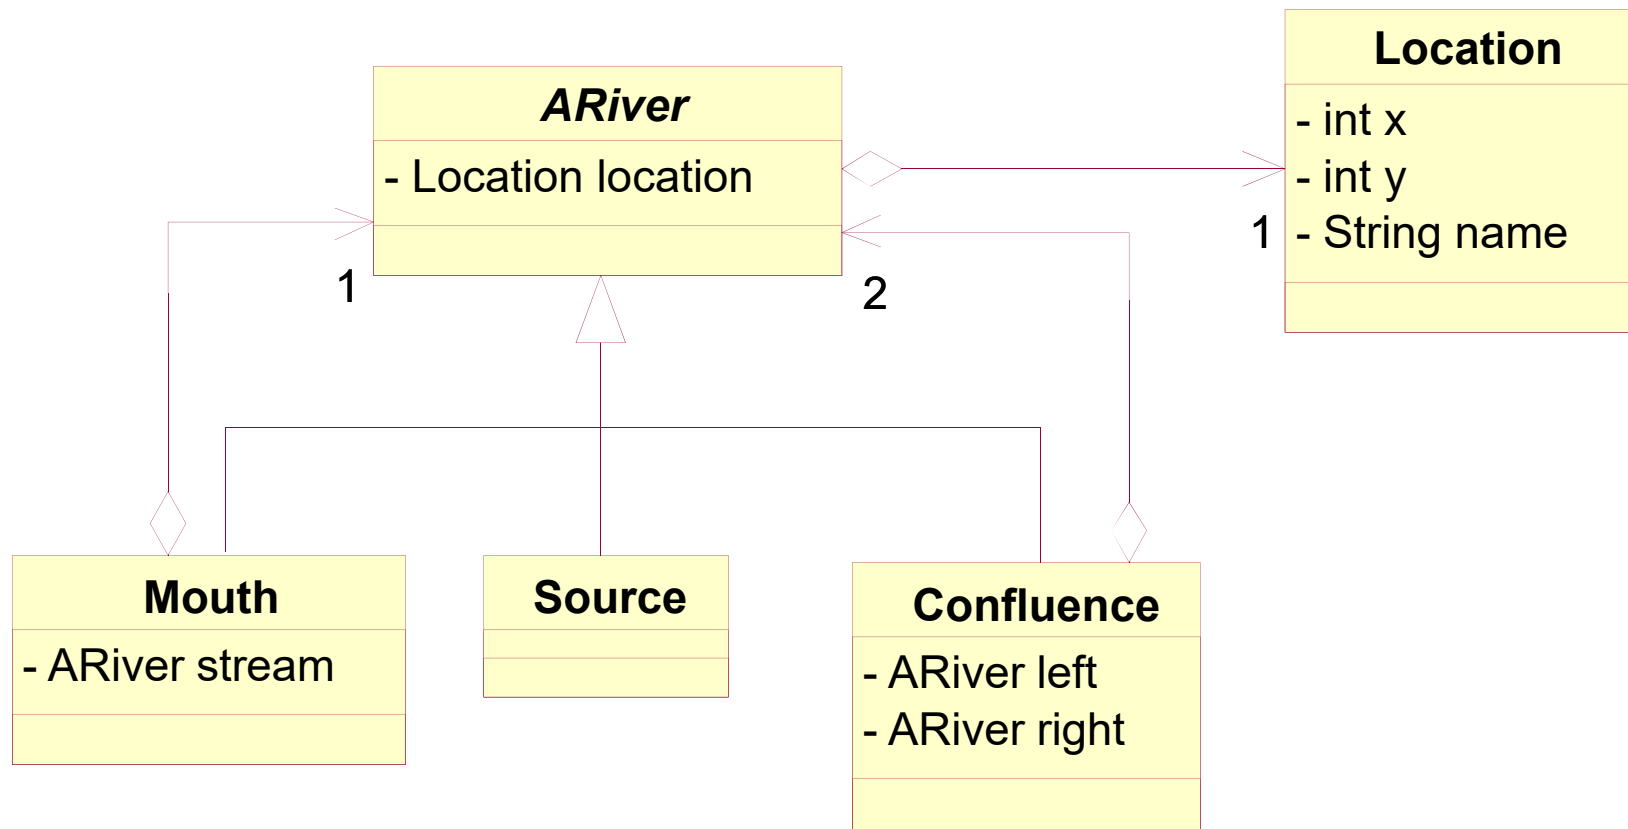 Location
- int x
- int y
- String name
1
ARiver
- Location location
1
2
Mouth
- ARiver stream
Source
Confluence
- ARiver left
- ARiver right